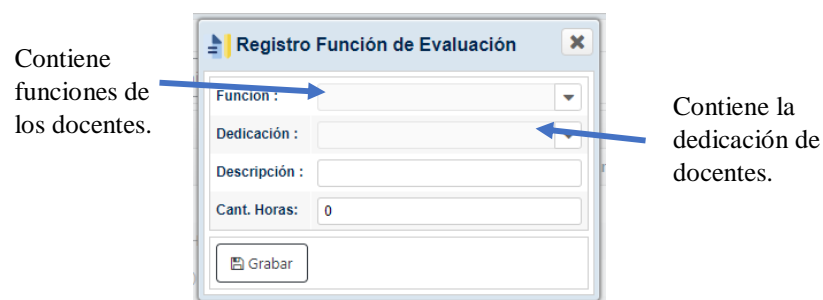 Registro Función de Evaluación
Contiene
funciones de
los docentes.
Función :
Dedicación :
Descripción :
Cant. Horas: 0
Grabar
Contiene la
dedicación de
docentes.